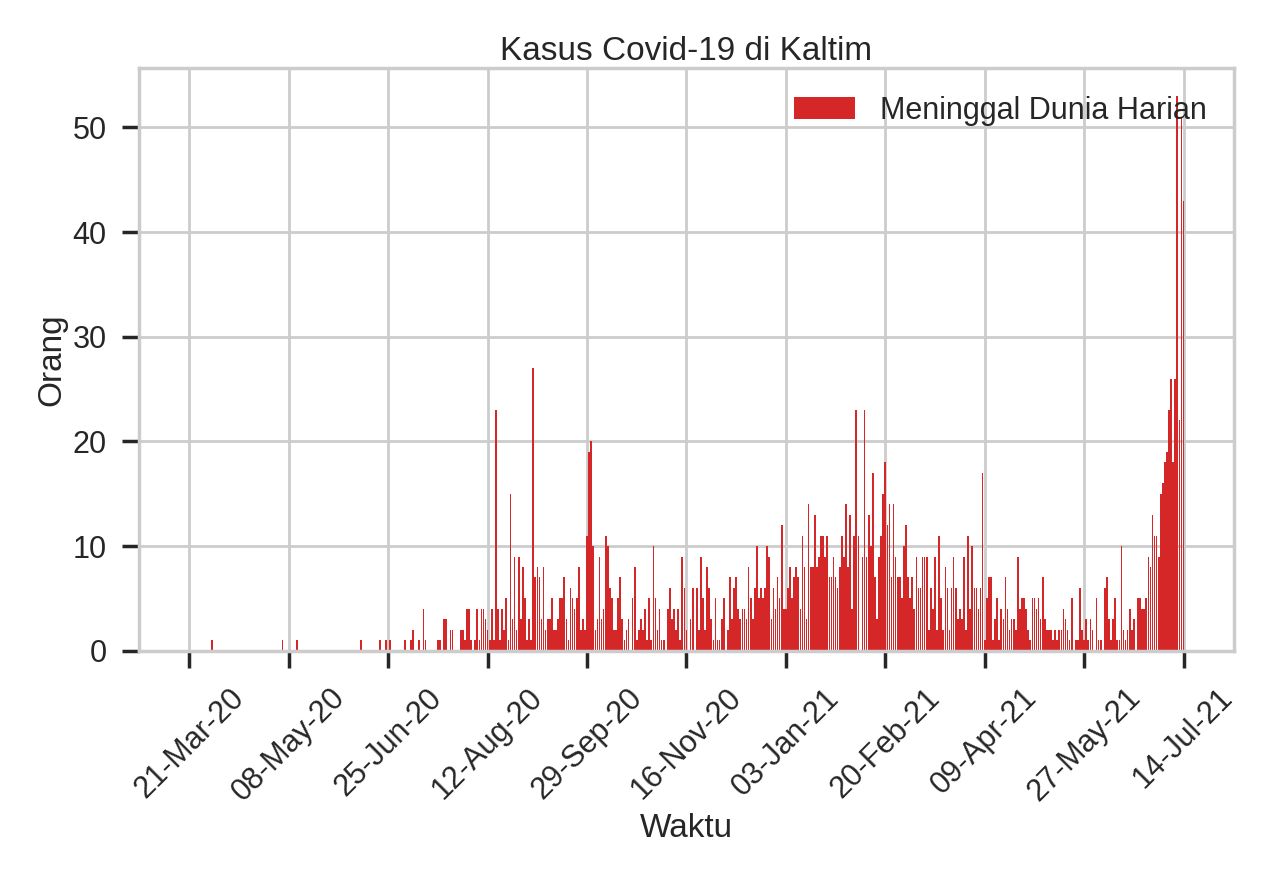 Kasus Covid-19 di Kaltim
Meninggal Dunia Harian
Orang
50
40
30
20
10
0
21-Mar-20
08-May-20
25-Jun-20
12-Aug-20
29-Sep-20
16-Nov-20
03-Jan-21
20-Feb-21
09-Apr-21
27-May-21
14-Jul-21
Waktu